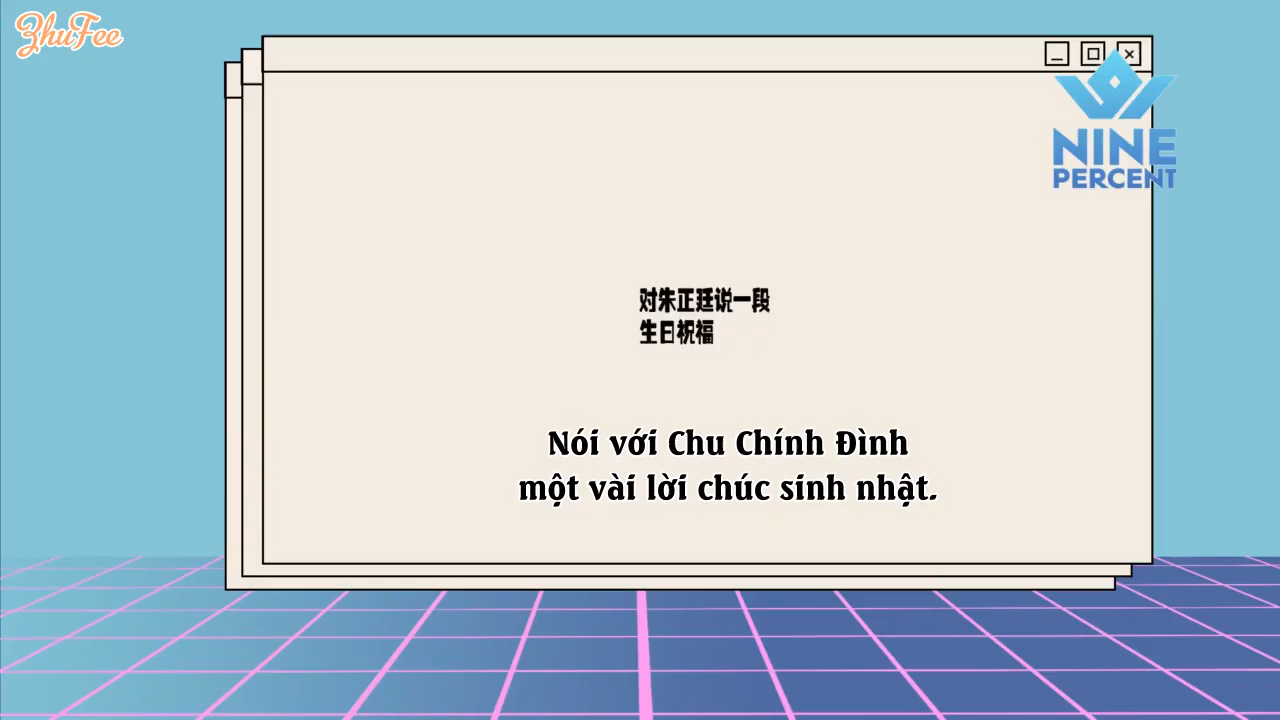 ZhuFee
NINE
PERCENT
对朱正廷说一段
生日祝福
Nói với Chu Chính Đình
một vài lời chúc sinh nhật.